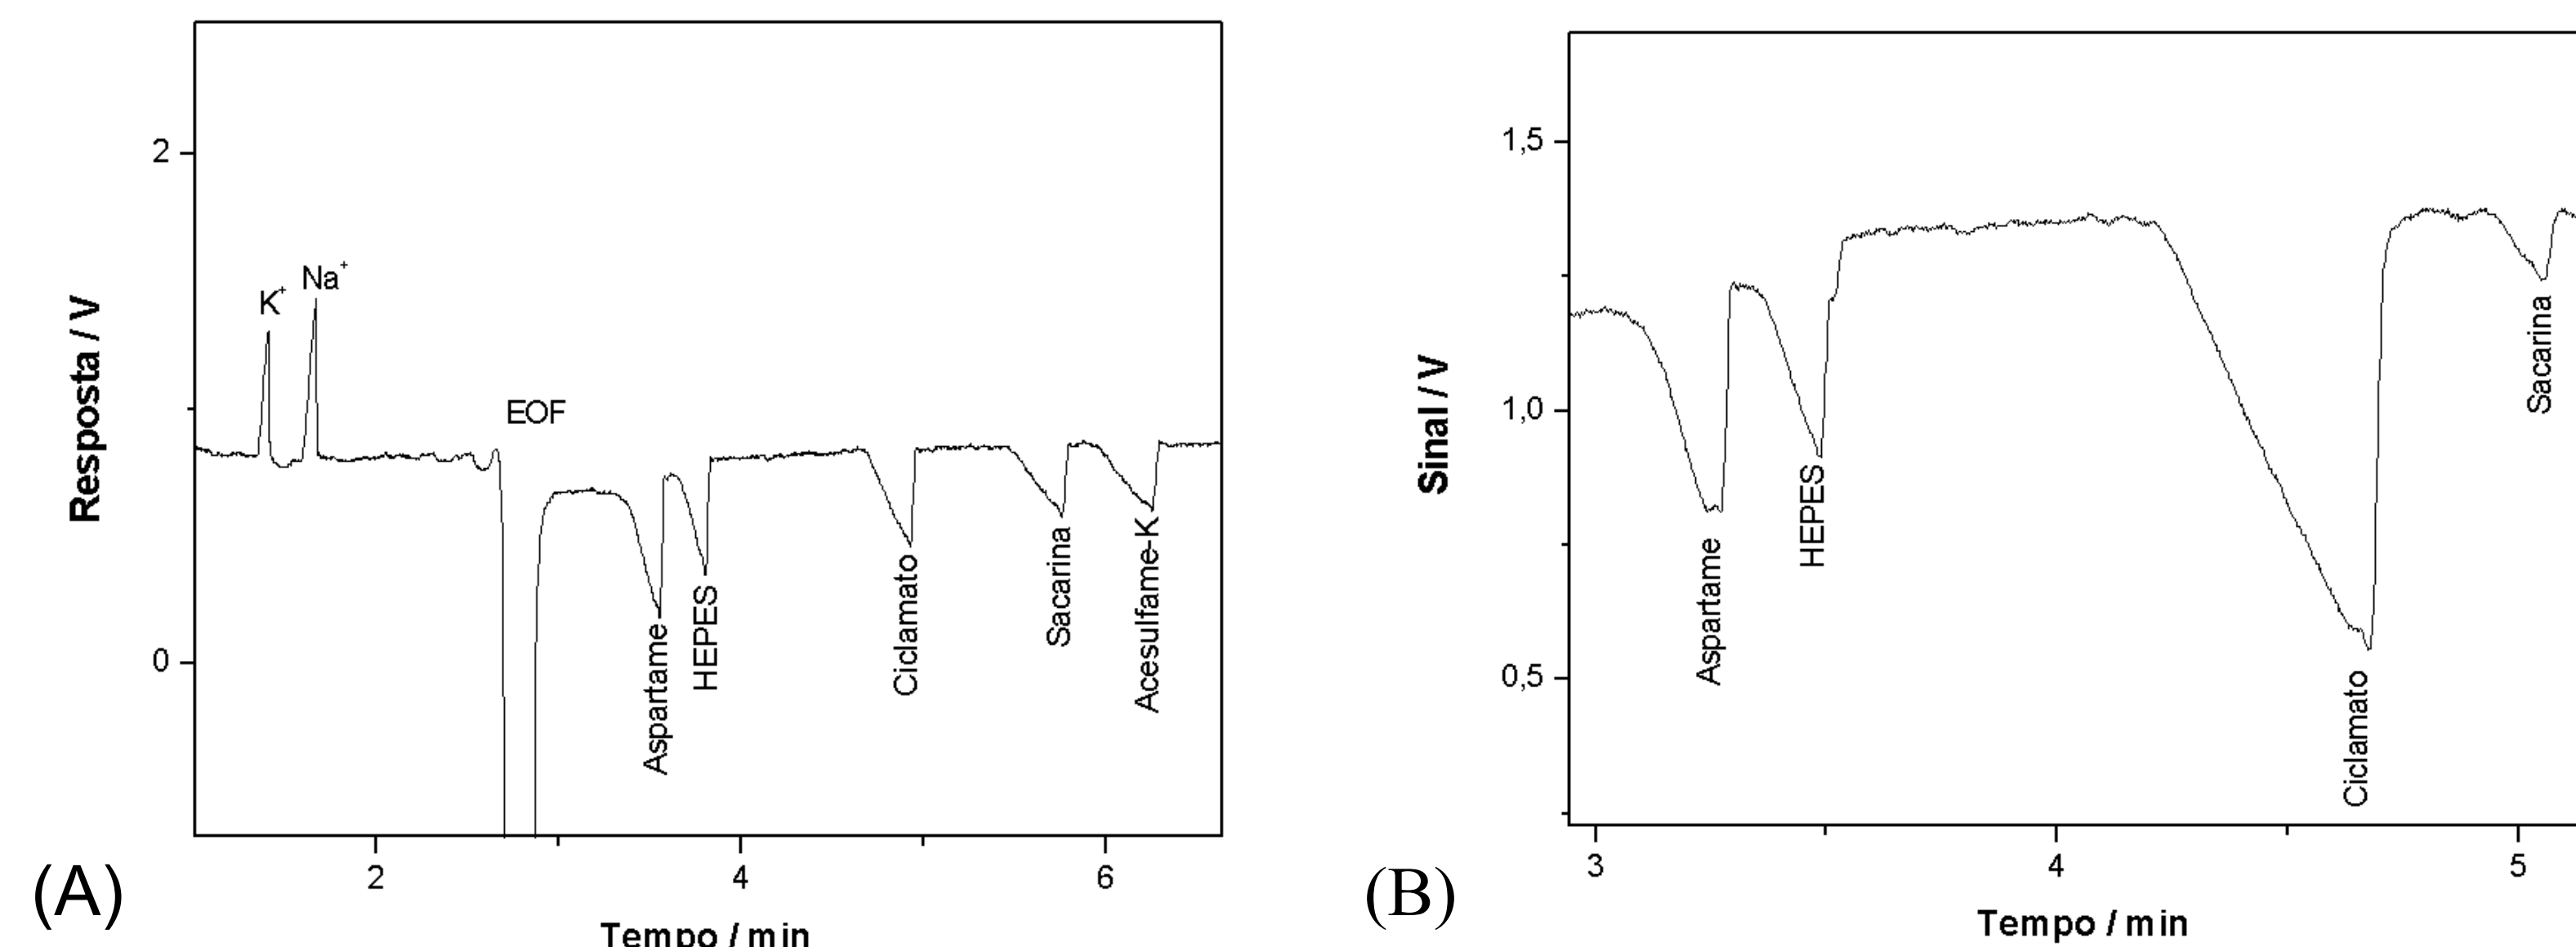 2
0
Resposta / V
K⁺
Na⁺
EOF
Aspartame
HEPES
Ciclamato
Sacarina
Acesulfame-K
2
4
6
Tempo / min
(A)
1,5
1,0
0,5
Sinal / V
Aspartame
HEPES
Ciclamato
Sacarina
3
4
5
Tempo / min
(B)